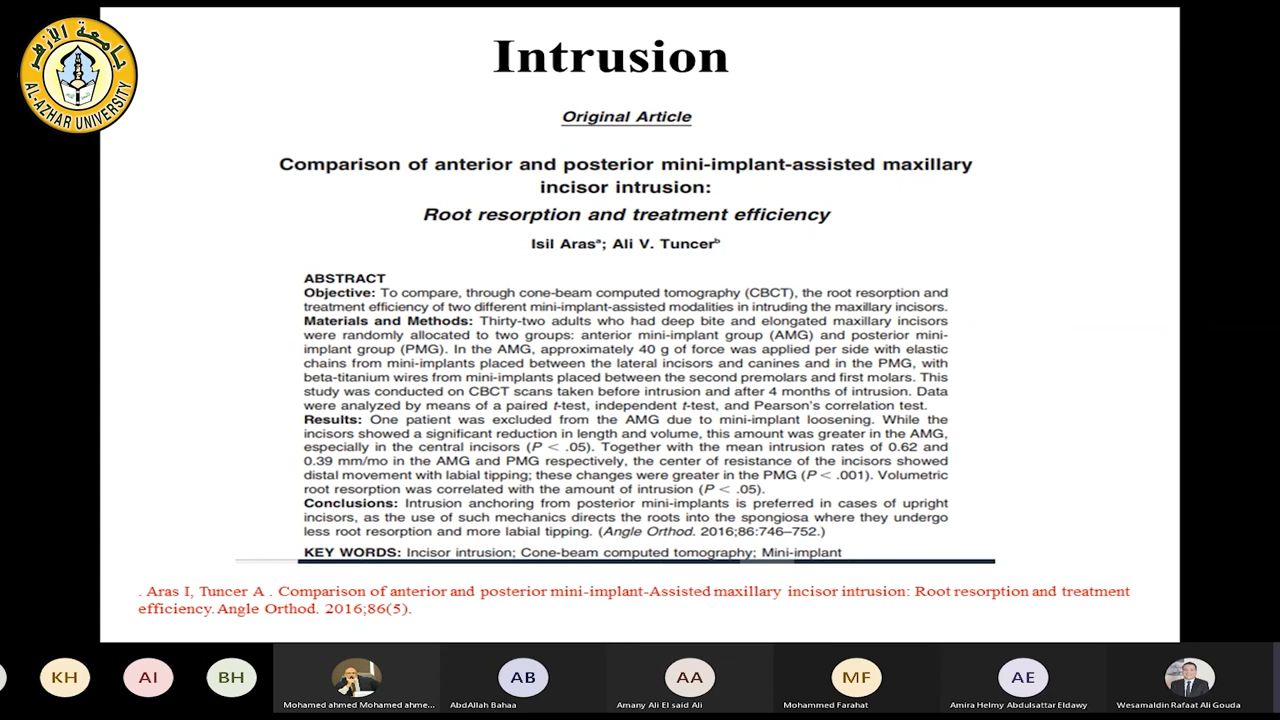 جامعة الأزهر
AL-AZHAR UNIVERSITY
Intrusion
Original Article
Comparison of anterior and posterior mini-implant-assisted maxillary
incisor intrusion:
Root resorption and treatment efficiency
Isil Arasᵃ; Ali V. Tuncerᵇ
ABSTRACT
Objective: To compare, through cone-beam computed tomography (CBCT), the root resorption and
treatment efficiency of two different mini-implant-assisted modalities in intruding the maxillary incisors.
Materials and Methods: Thirty-two adults who had deep bite and elongated maxillary incisors
were randomly allocated to two groups: anterior mini-implant group (AMG) and posterior mini-
implant group (PMG). In the AMG, approximately 40 g of force was applied per side with elastic
chains from mini-implants placed between the lateral incisors and canines and in the PMG, with
beta-titanium wires from mini-implants placed between the second premolars and first molars. This
study was conducted on CBCT scans taken before intrusion and after 4 months of intrusion. Data
were analyzed by means of a paired t-test, independent t-test, and Pearson's correlation test.
Results: One patient was excluded from the AMG due to mini-implant loosening. While the
incisors showed a significant reduction in length and volume, this amount was greater in the AMG,
especially in the central incisors (P < .05). Together with the mean intrusion rates of 0.62 and
0.39 mm/mo in the AMG and PMG respectively, the center of resistance of the incisors showed
distal movement with labial tipping; these changes were greater in the PMG (P < .001). Volumetric
root resorption was correlated with the amount of intrusion (P < .05).
Conclusions: Intrusion anchoring from posterior mini-implants is preferred in cases of upright
incisors, as the use of such mechanics directs the roots into the spongiosa where they undergo
less root resorption and more labial tipping. (Angle Orthod. 2016;86:746–752.)
KEY WORDS: Incisor intrusion; Cone-beam computed tomography; Mini-implant
. Aras I, Tuncer A . Comparison of anterior and posterior mini-implant-Assisted maxillary incisor intrusion: Root resorption and treatment
efficiency. Angle Orthod. 2016;86(5).
KH
AI
BH
AB
AA
MF
AE
Mohamed ahmed Mohamed ahme...
AbdAllah Bahaa
Amany Ali El said Ali
Mohammed Farahat
Amira Helmy Abdulsattar Eldawy
Wesamaldin Rafaat Ali Gouda